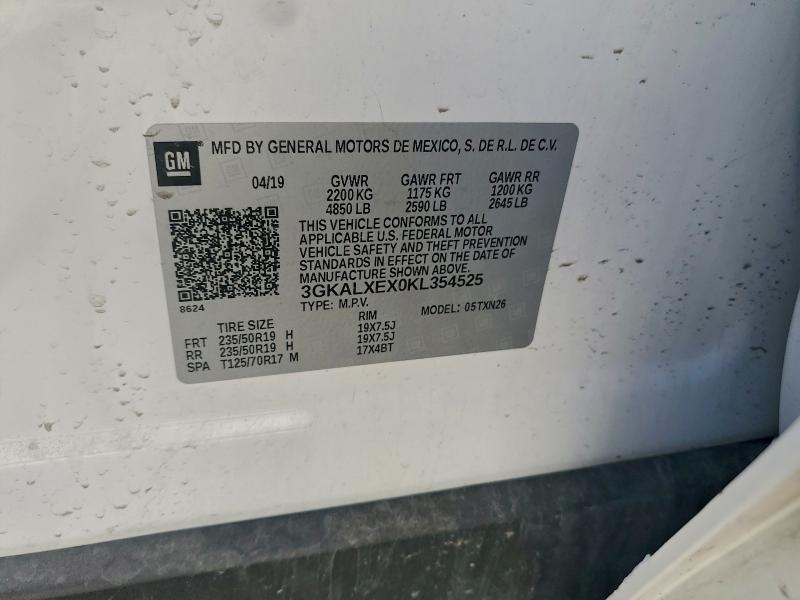 GM MFD BY GENERAL MOTORS DE MEXICO, S. DE R.L. DE C.V.
04/19 GVWR GAWR FRT GAWR RR
2200 KG 1175 KG 1200 KG
4850 LB 2590 LB 2645 LB
THIS VEHICLE CONFORMS TO ALL
APPLICABLE U.S. FEDERAL MOTOR
VEHICLE SAFETY AND THEFT PREVENTION
STANDARDS IN EFFECT ON THE DATE OF
MANUFACTURE SHOWN ABOVE.
3GKALXEX0KL354525
8624
TYPE: M.P.V. MODEL: 05TXN26
TIRE SIZE RIM
FRT 235/50R19 H 19X7.5J
RR 235/50R19 H 19X7.5J
SPA T125/70R17 M 17X4BT